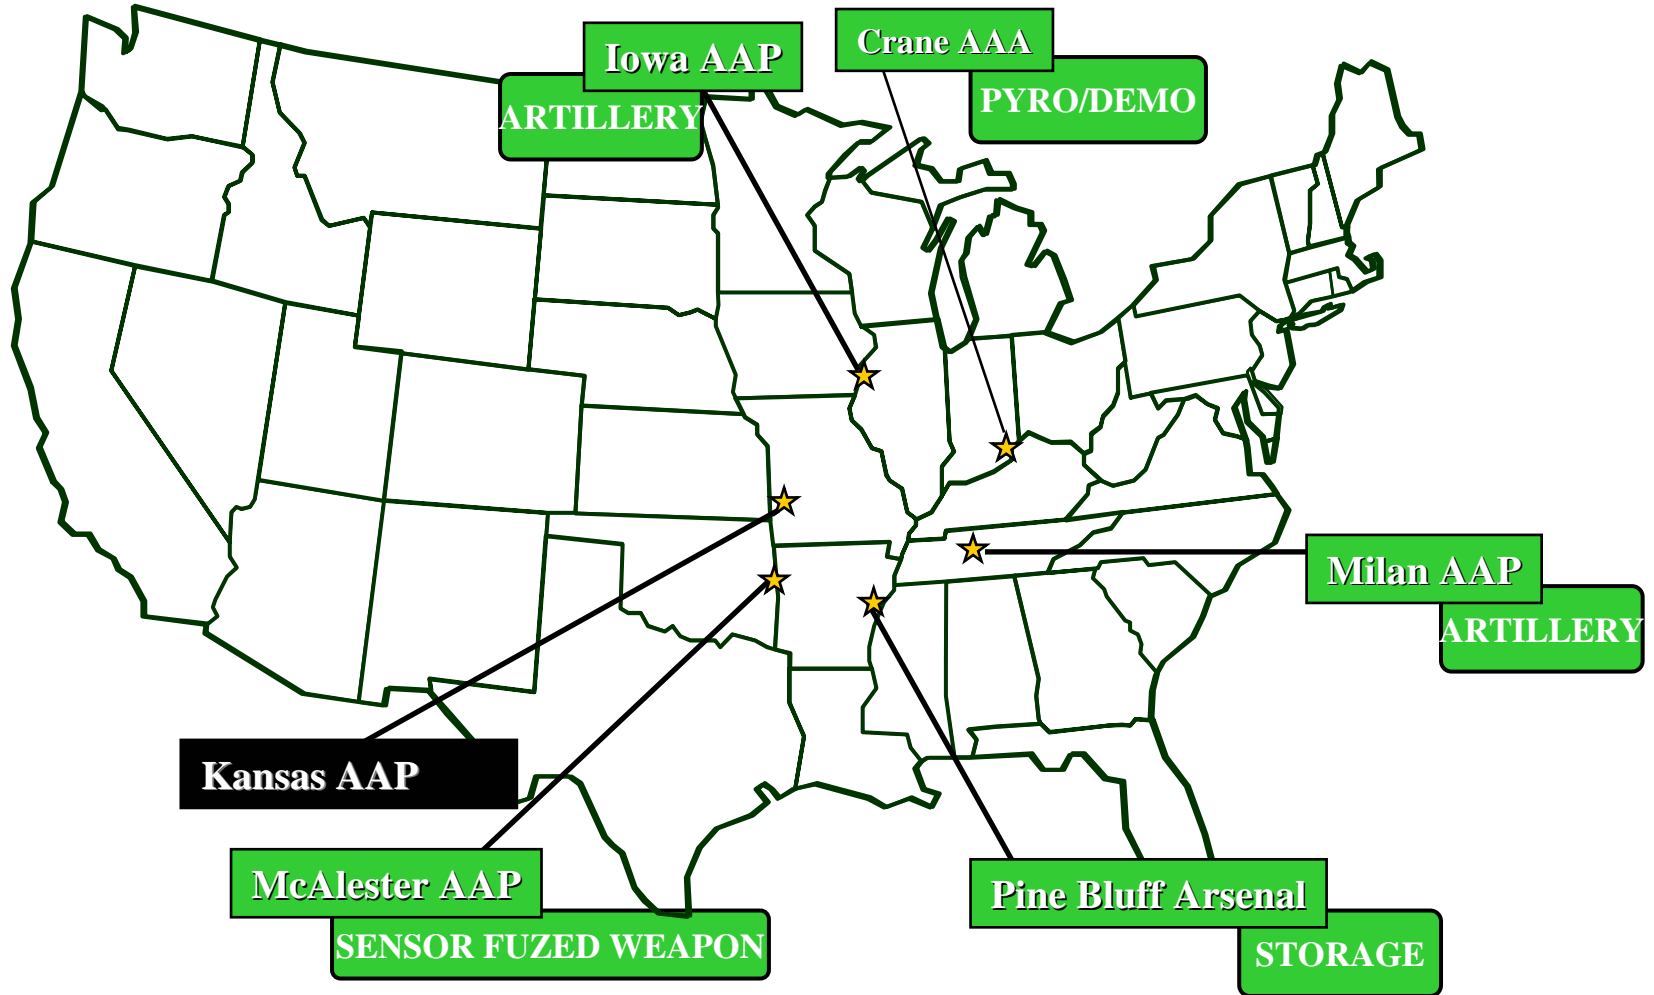 Iowa AAP
ARTILLERY
Crane AAA
PYRO/DEMO
Milan AAP
ARTILLERY
Kansas AAP
McAlester AAP
SENSOR FUZED WEAPON
Pine Bluff Arsenal
STORAGE